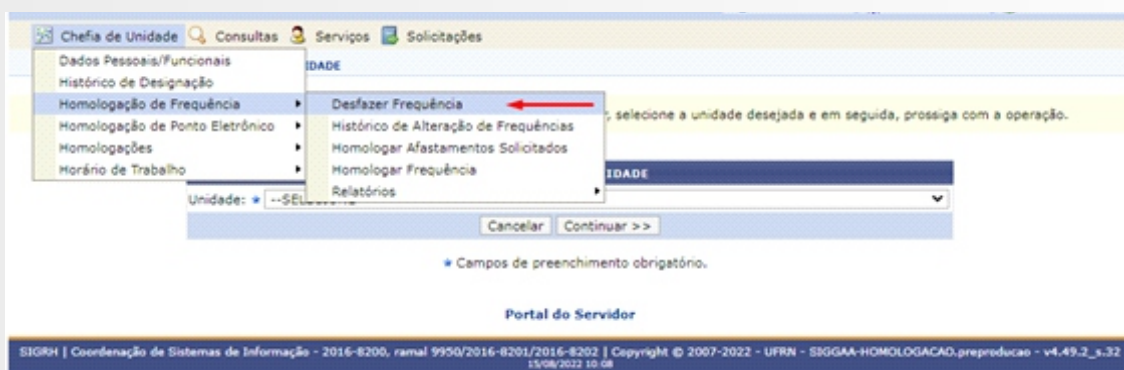 Chefia de Unidade Consultas Serviços Solicitações
Dados Pessoais/Funcionais
IDADE
Histórico de Designação
Homologação de Frequência
Homologação de Ponto Eletrônico
Homologações
Horário de Trabalho
Desfazer Frequência
Histórico de Alteração de Frequências
Homologar Afastamentos Solicitados
Homologar Frequência
Relatórios
, selecione a unidade desejada e em seguida, prossiga com a operação.
IDADE
Unidade: ★
Cancelar Continuar >>
★ Campos de preenchimento obrigatório.
Portal do Servidor
SIGRH | Coordenação de Sistemas de Informação - 2016-8200, ramal 9950/2016-8201/2016-8202 | Copyright © 2007-2022 - UFRN - SIGGAA-HOMOLOGACAO.preproducao - v4.49.2_s.32
15/08/2022 10:08